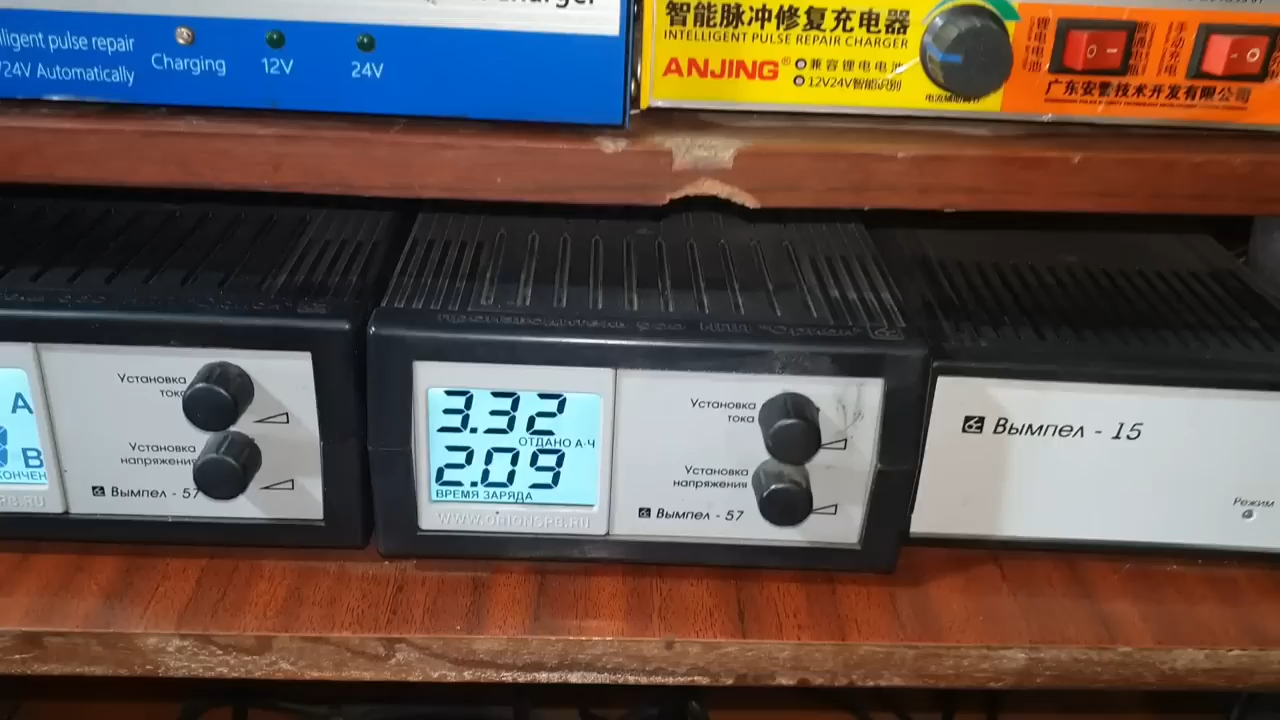 lligent pulse repair
/24V Automatically
Charging
12V
24V
智能脉冲修复充电器
INTELLIGENT PULSE REPAIR CHARGER
ANJING®
兼容锂电电池
12V24V智能识别
广东安警技术开发有限公司
A
В
КОНЧЕН
Установка
тока
Установка
напряжения
Вымпел - 57
3.32
ОТДАНО А·Ч
2.09
ВРЕМЯ ЗАРЯДА
WWW.ORIONSPB.RU
Установка
тока
Установка
напряжения
Вымпел - 57
Вымпел - 15
Режим